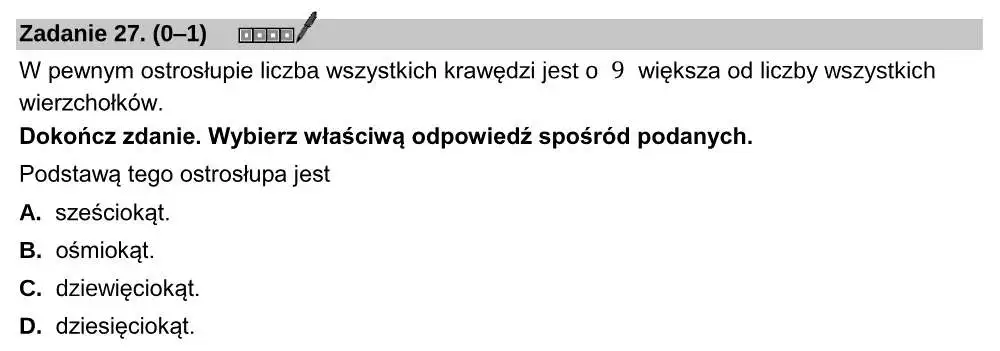 Zadanie 27. (0–1)
W pewnym ostrosłupie liczba wszystkich krawędzi jest o 9 większa od liczby wszystkich
wierzchołków.
Dokończ zdanie. Wybierz właściwą odpowiedź spośród podanych.
Podstawą tego ostrosłupa jest
A. sześciokąt.
B. ośmiokąt.
C. dziewięciokąt.
D. dziesięciokąt.